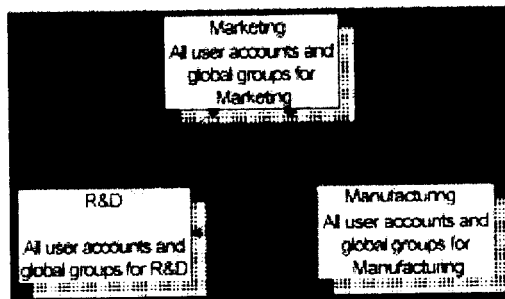 Marketing
All user accounts and
global groups for
Marketing
R&D
All user accounts and
global groups for R&D
Manufacturing
All user accounts and
global groups for
Manufacturing